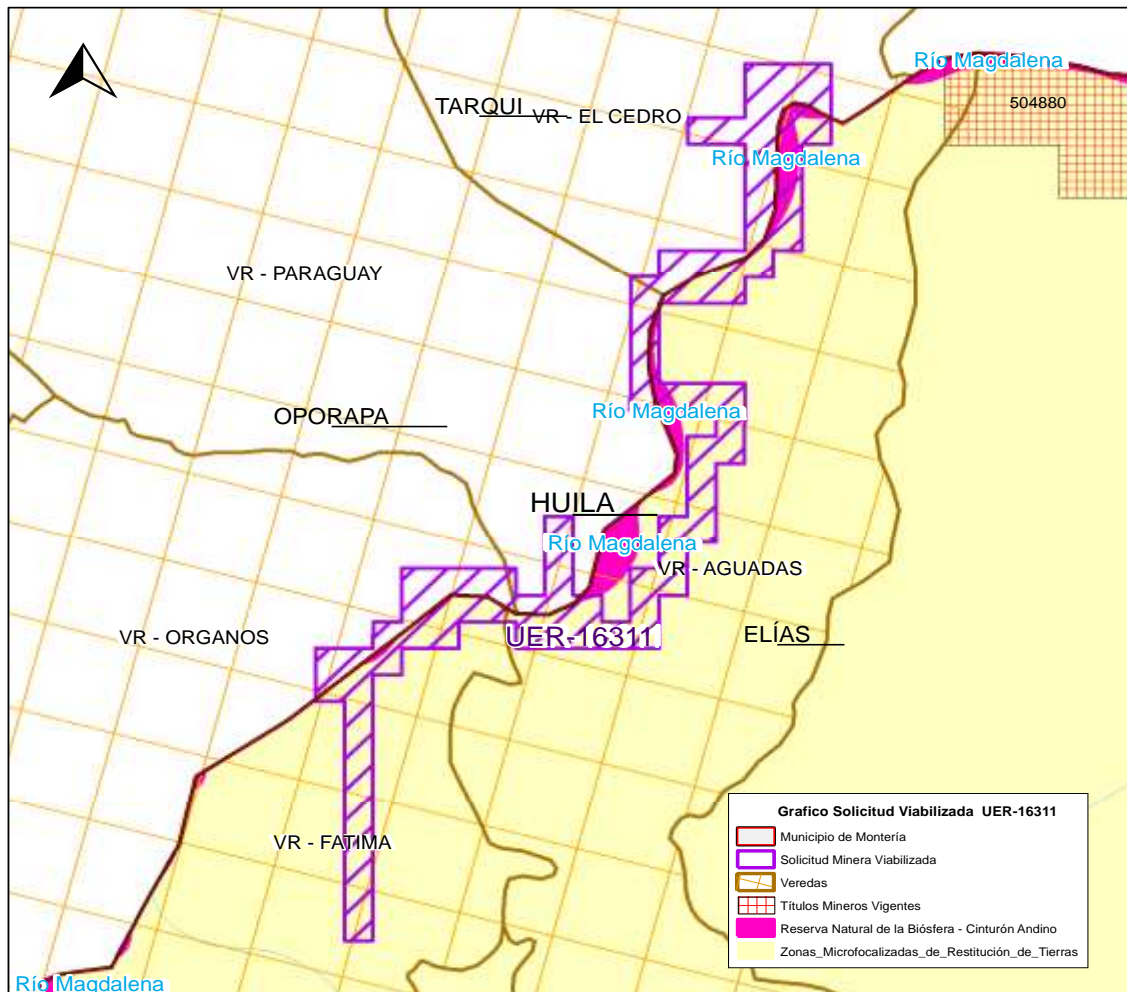 Río Magdalena
504880
TARQUI
VR - EL CEDRO
Río Magdalena
VR - PARAGUAY
OPORAPA
Río Magdalena
HUILA
Río Magdalena
VR - AGUADAS
VR - ORGANOS
UER-16311
ELÍAS
VR - FATIMA
Río Magdalena
Grafico Solicitud Viabilizada UER-16311
Municipio de Montería
Solicitud Minera Viabilizada
Veredas
Títulos Mineros Vigentes
Reserva Natural de la Biósfera - Cinturón Andino
Zonas_Microfocalizadas_de_Restitución_de_Tierras